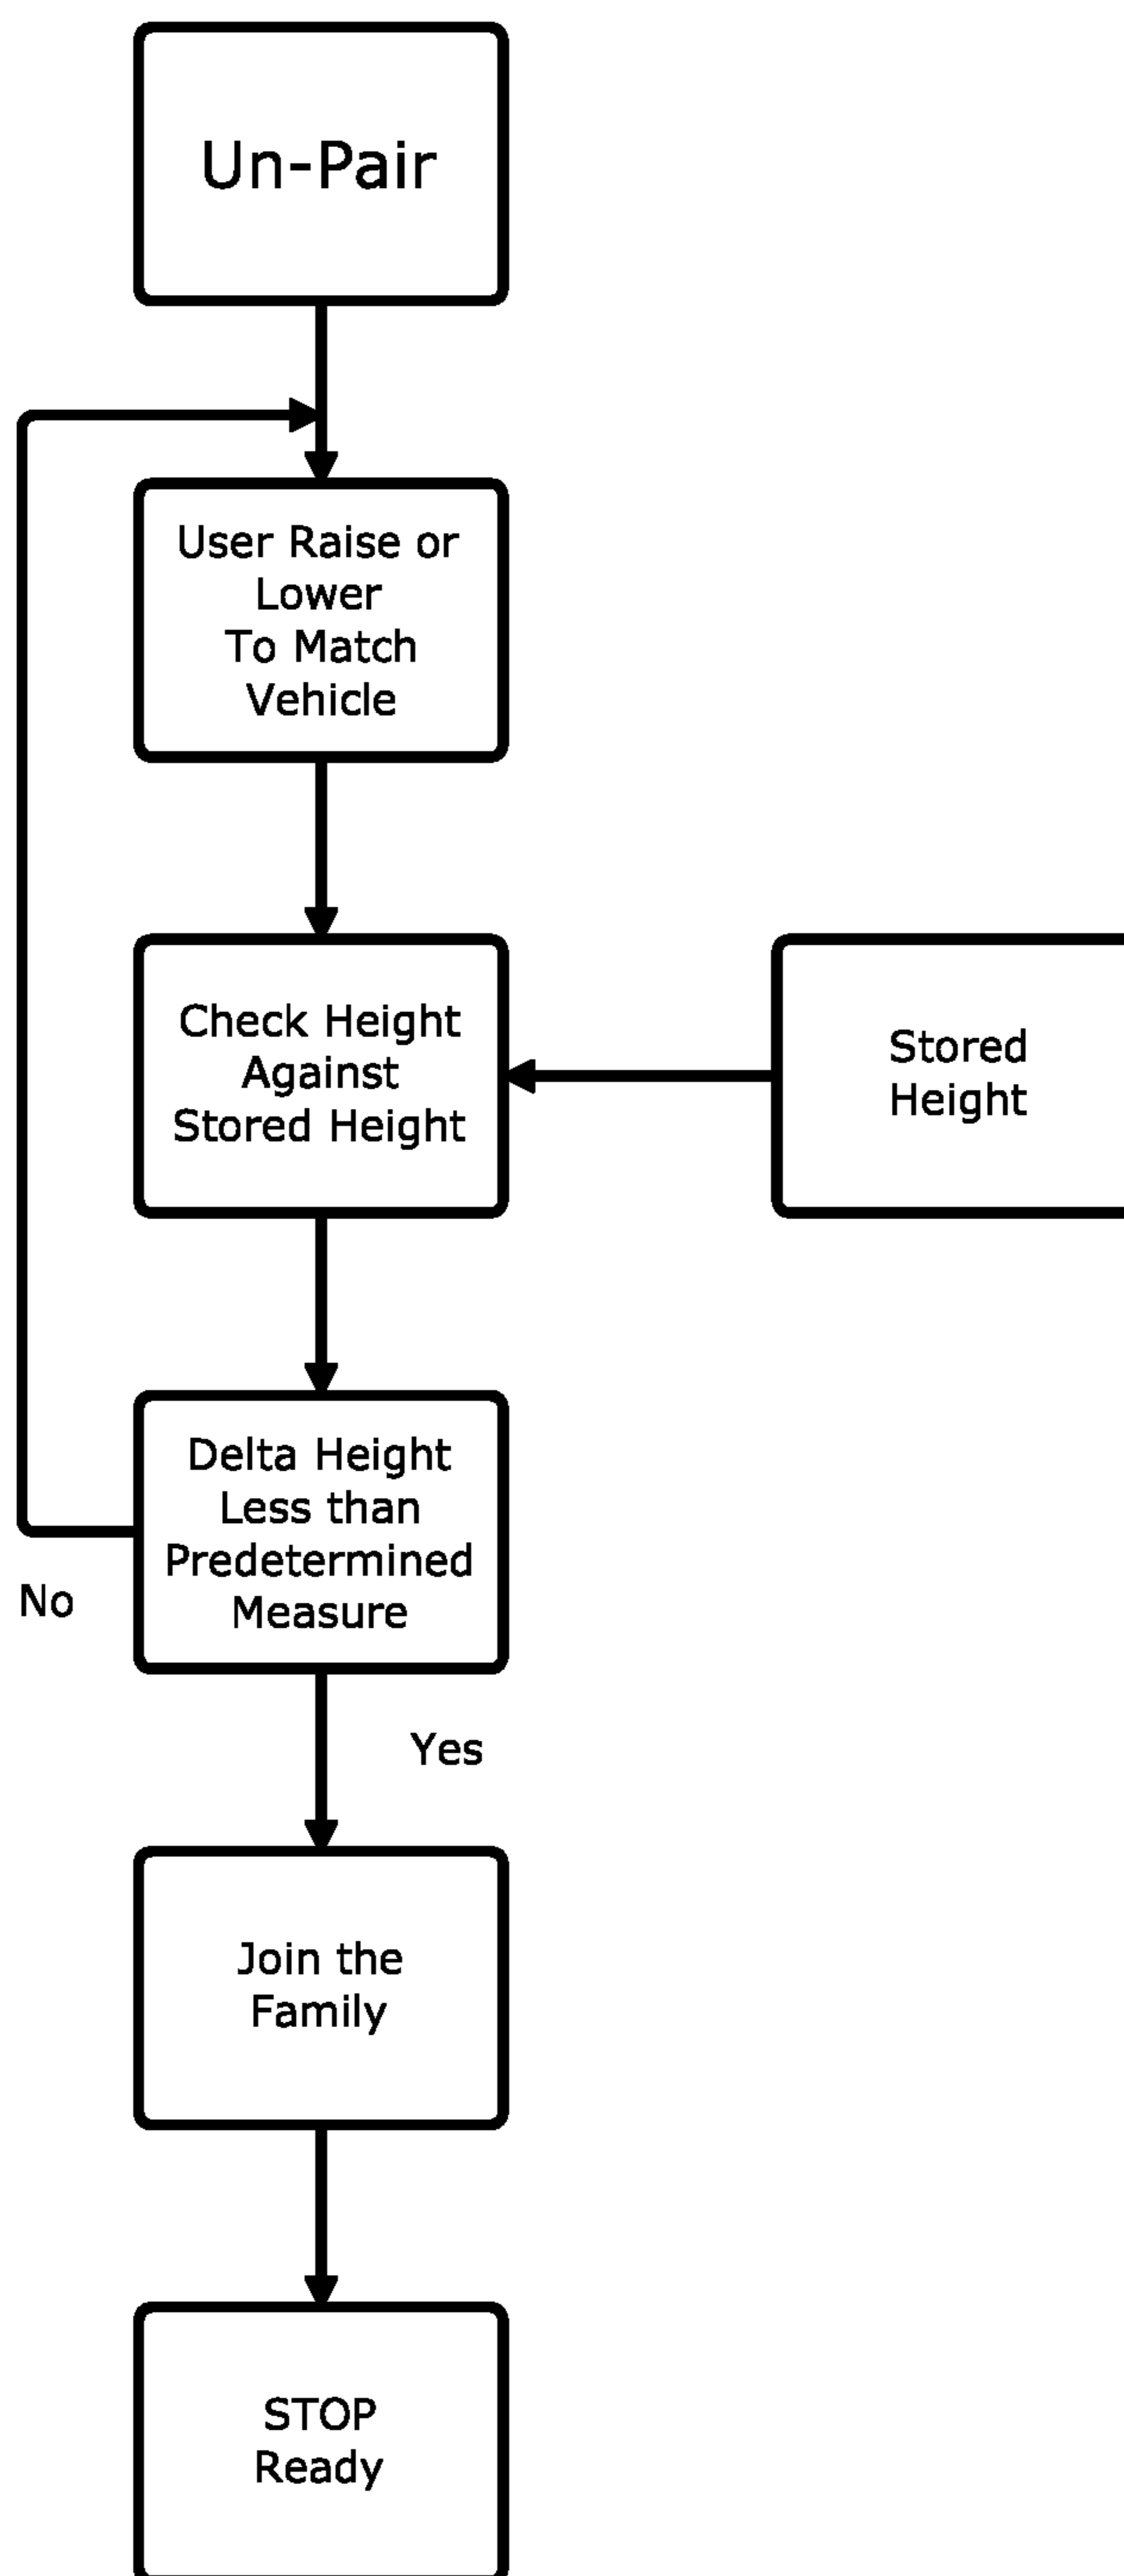 Un-Pair
User Raise or
Lower
To Match
Vehicle
Check Height
Against
Stored Height
Stored
Height
Delta Height
Less than
Predetermined
Measure
No
Yes
Join the
Family
STOP
Ready